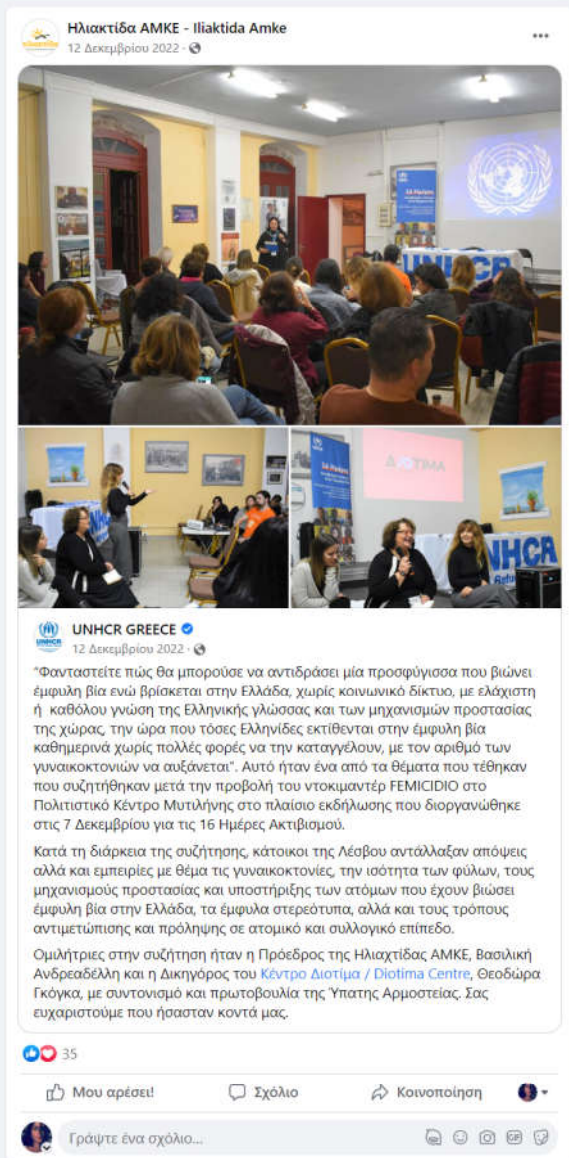 Ηλιακτίδα ΑΜΚΕ - Iliaktida Amke
12 Δεκεμβρίου 2022 ·
16 Ημέρες
UNHCR
ΔΙΟΤΙΜΑ
16 Ημέρες
NHCR
UNHCR GREECE
12 Δεκεμβρίου 2022 ·
“Φανταστείτε πώς θα μπορούσε να αντιδράσει μία προσφύγισσα που βιώνει
έμφυλη βία ενώ βρίσκεται στην Ελλάδα, χωρίς κοινωνικό δίκτυο, με ελάχιστη
ή καθόλου γνώση της Ελληνικής γλώσσας και των μηχανισμών προστασίας
της χώρας, την ώρα που τόσες Ελληνίδες εκτίθενται στην έμφυλη βία
καθημερινά χωρίς πολλές φορές να την καταγγέλουν, με τον αριθμό των
γυναικοκτονιών να αυξάνεται”. Αυτό ήταν ένα από τα θέματα που τέθηκαν
που συζητήθηκαν μετά την προβολή του ντοκιμαντέρ FEMICIDIO στο
Πολιτιστικό Κέντρο Μυτιλήνης στο πλαίσιο εκδήλωσης που διοργανώθηκε
στις 7 Δεκεμβρίου για τις 16 Ημέρες Ακτιβισμού.
Κατά τη διάρκεια της συζήτησης, κάτοικοι της Λέσβου αντάλλαξαν απόψεις
αλλά και εμπειρίες με θέμα τις γυναικοκτονίες, την ισότητα των φύλων, τους
μηχανισμούς προστασίας και υποστήριξης των ατόμων που έχουν βιώσει
έμφυλη βία στην Ελλάδα, τα έμφυλα στερεότυπα, αλλά και τους τρόπους
αντιμετώπισης και πρόληψης σε ατομικό και συλλογικό επίπεδο.
Ομιλήτριες στην συζήτηση ήταν η Πρόεδρος της Ηλιαχτίδας ΑΜΚΕ, Βασιλική
Ανδρεαδέλλη και η Δικηγόρος του Κέντρο Διοτίμα / Diotima Centre, Θεοδώρα
Γκόγκα, με συντονισμό και πρωτοβουλία της Ύπατης Αρμοστείας. Σας
ευχαριστούμε που ήσασταν κοντά μας.
35
Μου αρέσει!
Σχόλιο
Κοινοποίηση
Γράψτε ένα σχόλιο...
GIF